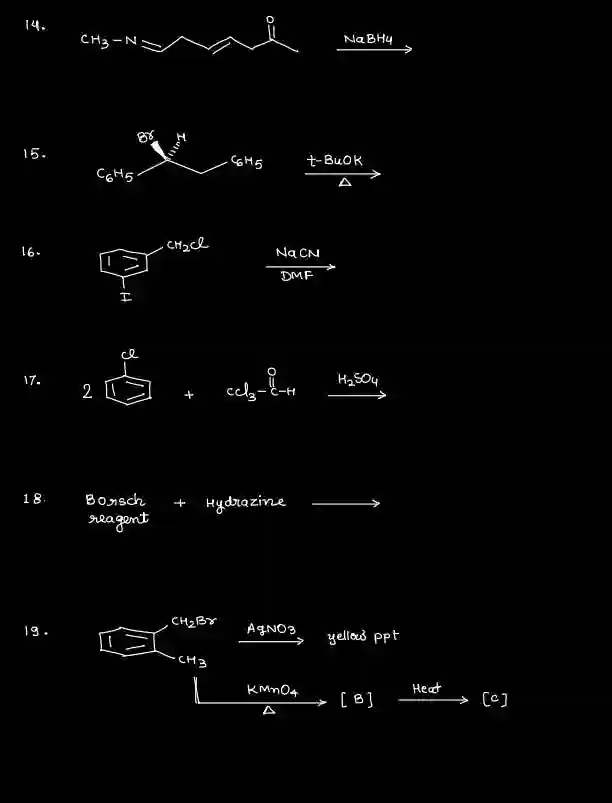 14.
CH3-N
O
NaBH4
15.
Br H
C6H5
C6H5
t-BuOK
Δ
16.
CH2Cl
I
NaCN
DMF
17.
2
Cl
+
CCl3-C-H
O
H2SO4
18.
Borsch reagent + Hydrazine
19.
CH2Br
CH3
AgNO3
yellow ppt
KMnO4
Δ
[B]
Heat
[C]